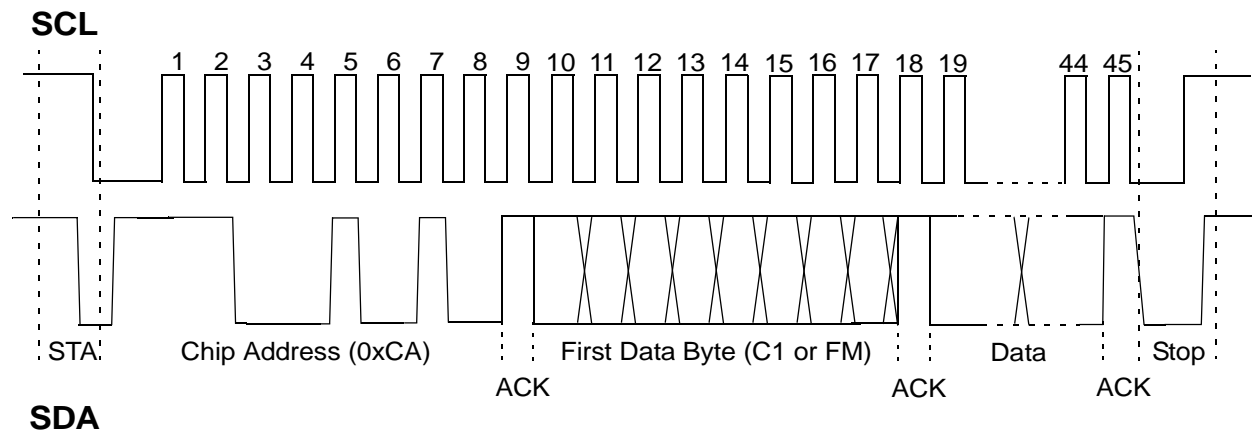 SCL
1 2 3 4 5 6 7 8 9 10 11 12 13 14 15 16 17 18 19 44 45
STA Chip Address (0xCA) First Data Byte (C1 or FM) Data Stop
ACK ACK ACK
SDA